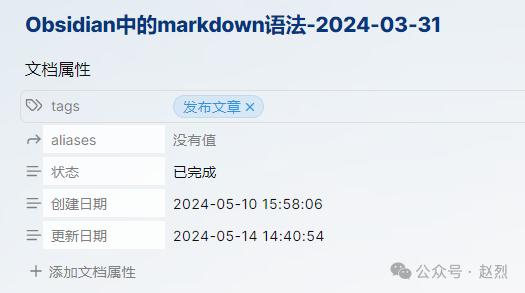 Obsidian中的markdown语法-2024-03-31
文档属性
tags 发布文章 ×
aliases 没有值
状态 已完成
创建日期 2024-05-10 15:58:06
更新日期 2024-05-14 14:40:54
+ 添加文档属性
公众号 · 赵烈